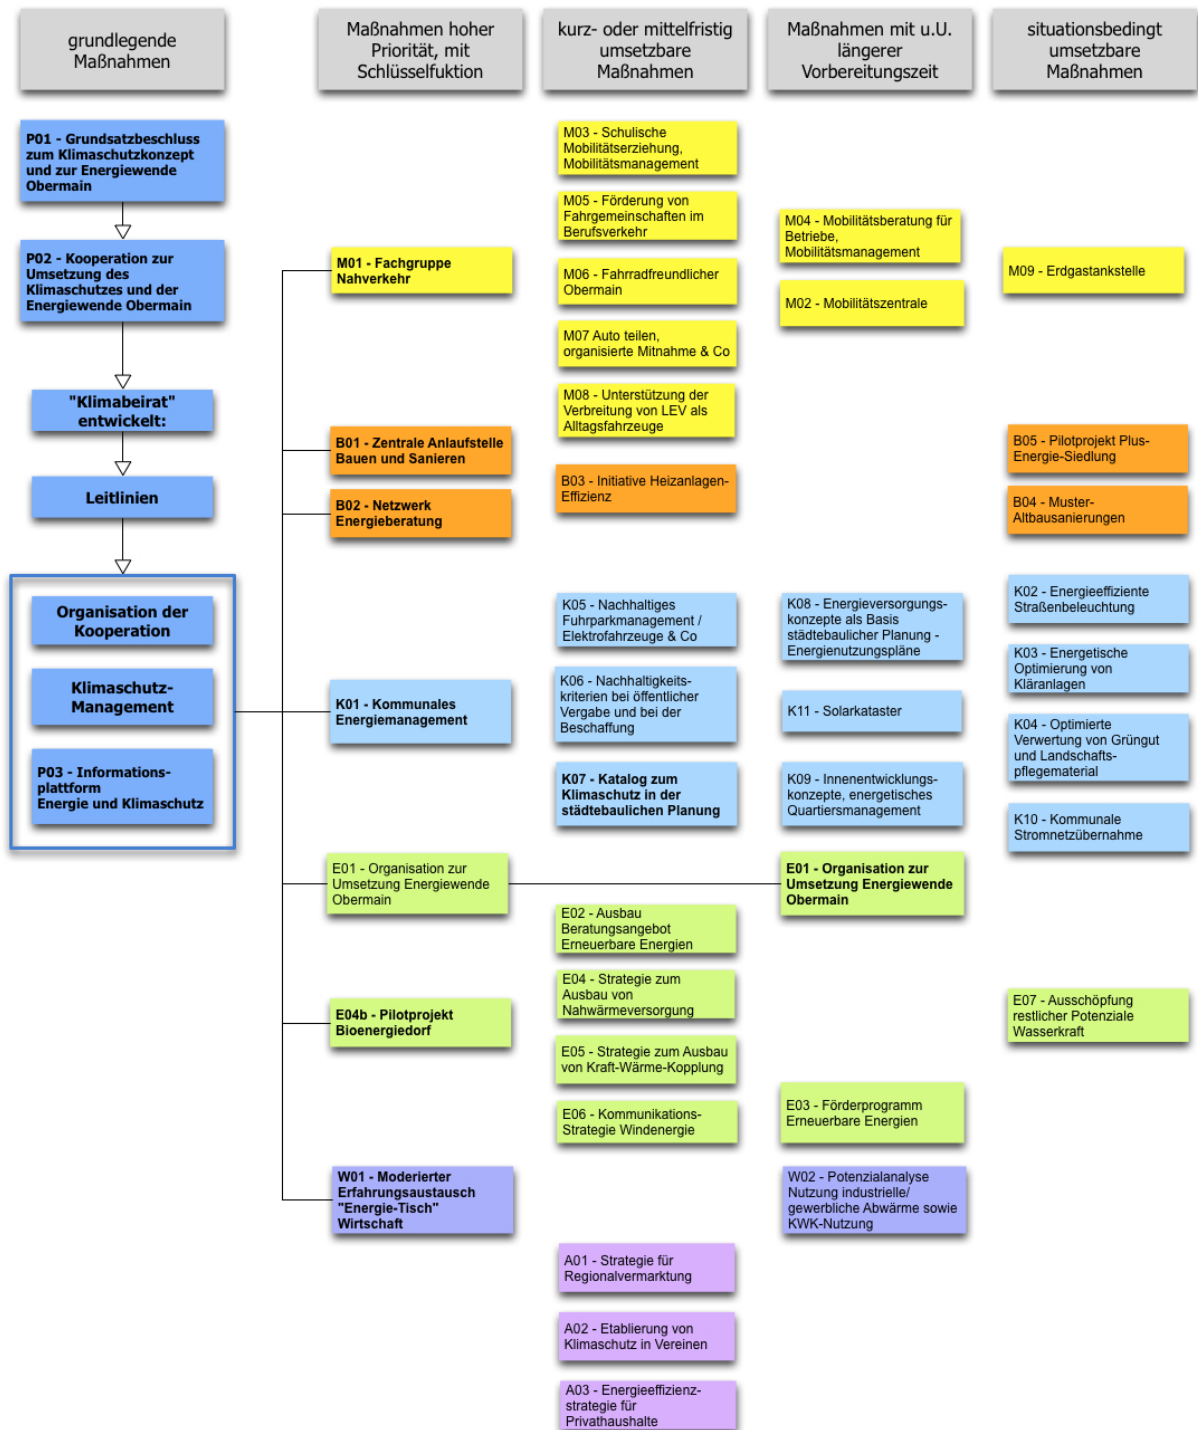 grundlegende
Maßnahmen
Maßnahmen hoher
Priorität, mit
Schlüsselfuktion
kurz- oder mittelfristig
umsetzbare
Maßnahmen
Maßnahmen mit u.U.
längerer
Vorbereitungszeit
situationsbedingt
umsetzbare
Maßnahmen
P01 - Grundsatzbeschluss
zum Klimaschutzkonzept
und zur Energiewende
Obermain
P02 - Kooperation zur
Umsetzung des
Klimaschutzes und der
Energiewende Obermain
"Klimabeirat"
entwickelt:
Leitlinien
Organisation der
Kooperation
Klimaschutz-
Management
P03 - Informations-
plattform
Energie und Klimaschutz
M01 - Fachgruppe
Nahverkehr
B01 - Zentrale Anlaufstelle
Bauen und Sanieren
B02 - Netzwerk
Energieberatung
K01 - Kommunales
Energiemanagement
E01 - Organisation zur
Umsetzung Energiewende
Obermain
E04b - Pilotprojekt
Bioenergiedorf
W01 - Moderierter
Erfahrungsaustausch
"Energie-Tisch"
Wirtschaft
M03 - Schulische
Mobilitätserziehung,
Mobilitätsmanagement
M05 - Förderung von
Fahrgemeinschaften im
Berufsverkehr
M06 - Fahrradfreundlicher
Obermain
M07 Auto teilen,
organisierte Mitnahme & Co
M08 - Unterstützung der
Verbreitung von LEV als
Alltagsfahrzeuge
B03 - Initiative Heizanlagen-
Effizienz
K05 - Nachhaltiges
Fuhrparkmanagement /
Elektrofahrzeuge & Co
K06 - Nachhaltigkeits-
kriterien bei öffentlicher
Vergabe und bei der
Beschaffung
K07 - Katalog zum
Klimaschutz in der
städtebaulichen Planung
E02 - Ausbau
Beratungsangebot
Erneuerbare Energien
E04 - Strategie zum
Ausbau von
Nahwärmeversorgung
E05 - Strategie zum Ausbau
von Kraft-Wärme-Kopplung
E06 - Kommunikations-
Strategie Windenergie
A01 - Strategie für
Regionalvermarktung
A02 - Etablierung von
Klimaschutz in Vereinen
A03 - Energieeffizienz-
strategie für
Privathaushalte
M04 - Mobilitätsberatung für
Betriebe,
Mobilitätsmanagement
M02 - Mobilitätszentrale
K08 - Energieversorgungs-
konzepte als Basis
städtebaulicher Planung -
Energienutzungspläne
K11 - Solarkataster
K09 - Innenentwicklungs-
konzepte, energetisches
Quartiersmanagement
E01 - Organisation zur
Umsetzung Energiewende
Obermain
E03 - Förderprogramm
Erneuerbare Energien
W02 - Potenzialanalyse
Nutzung industrielle/
gewerbliche Abwärme sowie
KWK-Nutzung
M09 - Erdgastankstelle
B05 - Pilotprojekt Plus-
Energie-Siedlung
B04 - Muster-
Altbausanierungen
K02 - Energieeffiziente
Straßenbeleuchtung
K03 - Energetische
Optimierung von
Kläranlagen
K04 - Optimierte
Verwertung von Grüngut
und Landschafts-
pflegematerial
K10 - Kommunale
Stromnetzübernahme
E07 - Ausschöpfung
restlicher Potenziale
Wasserkraft